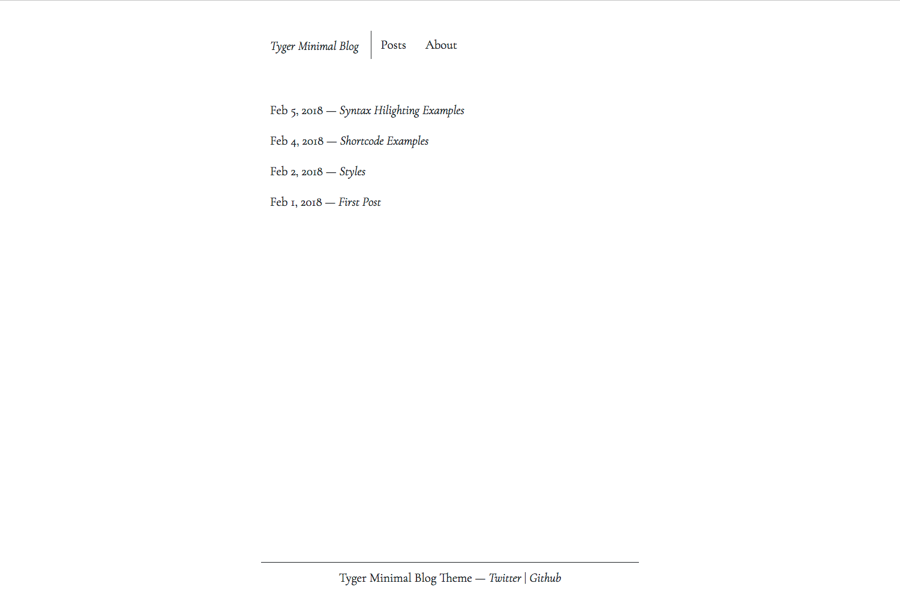 Tyger Minimal Blog Posts About
Feb 5, 2018 — Syntax Hilighting Examples
Feb 4, 2018 — Shortcode Examples
Feb 2, 2018 — Styles
Feb 1, 2018 — First Post
Tyger Minimal Blog Theme — Twitter | Github